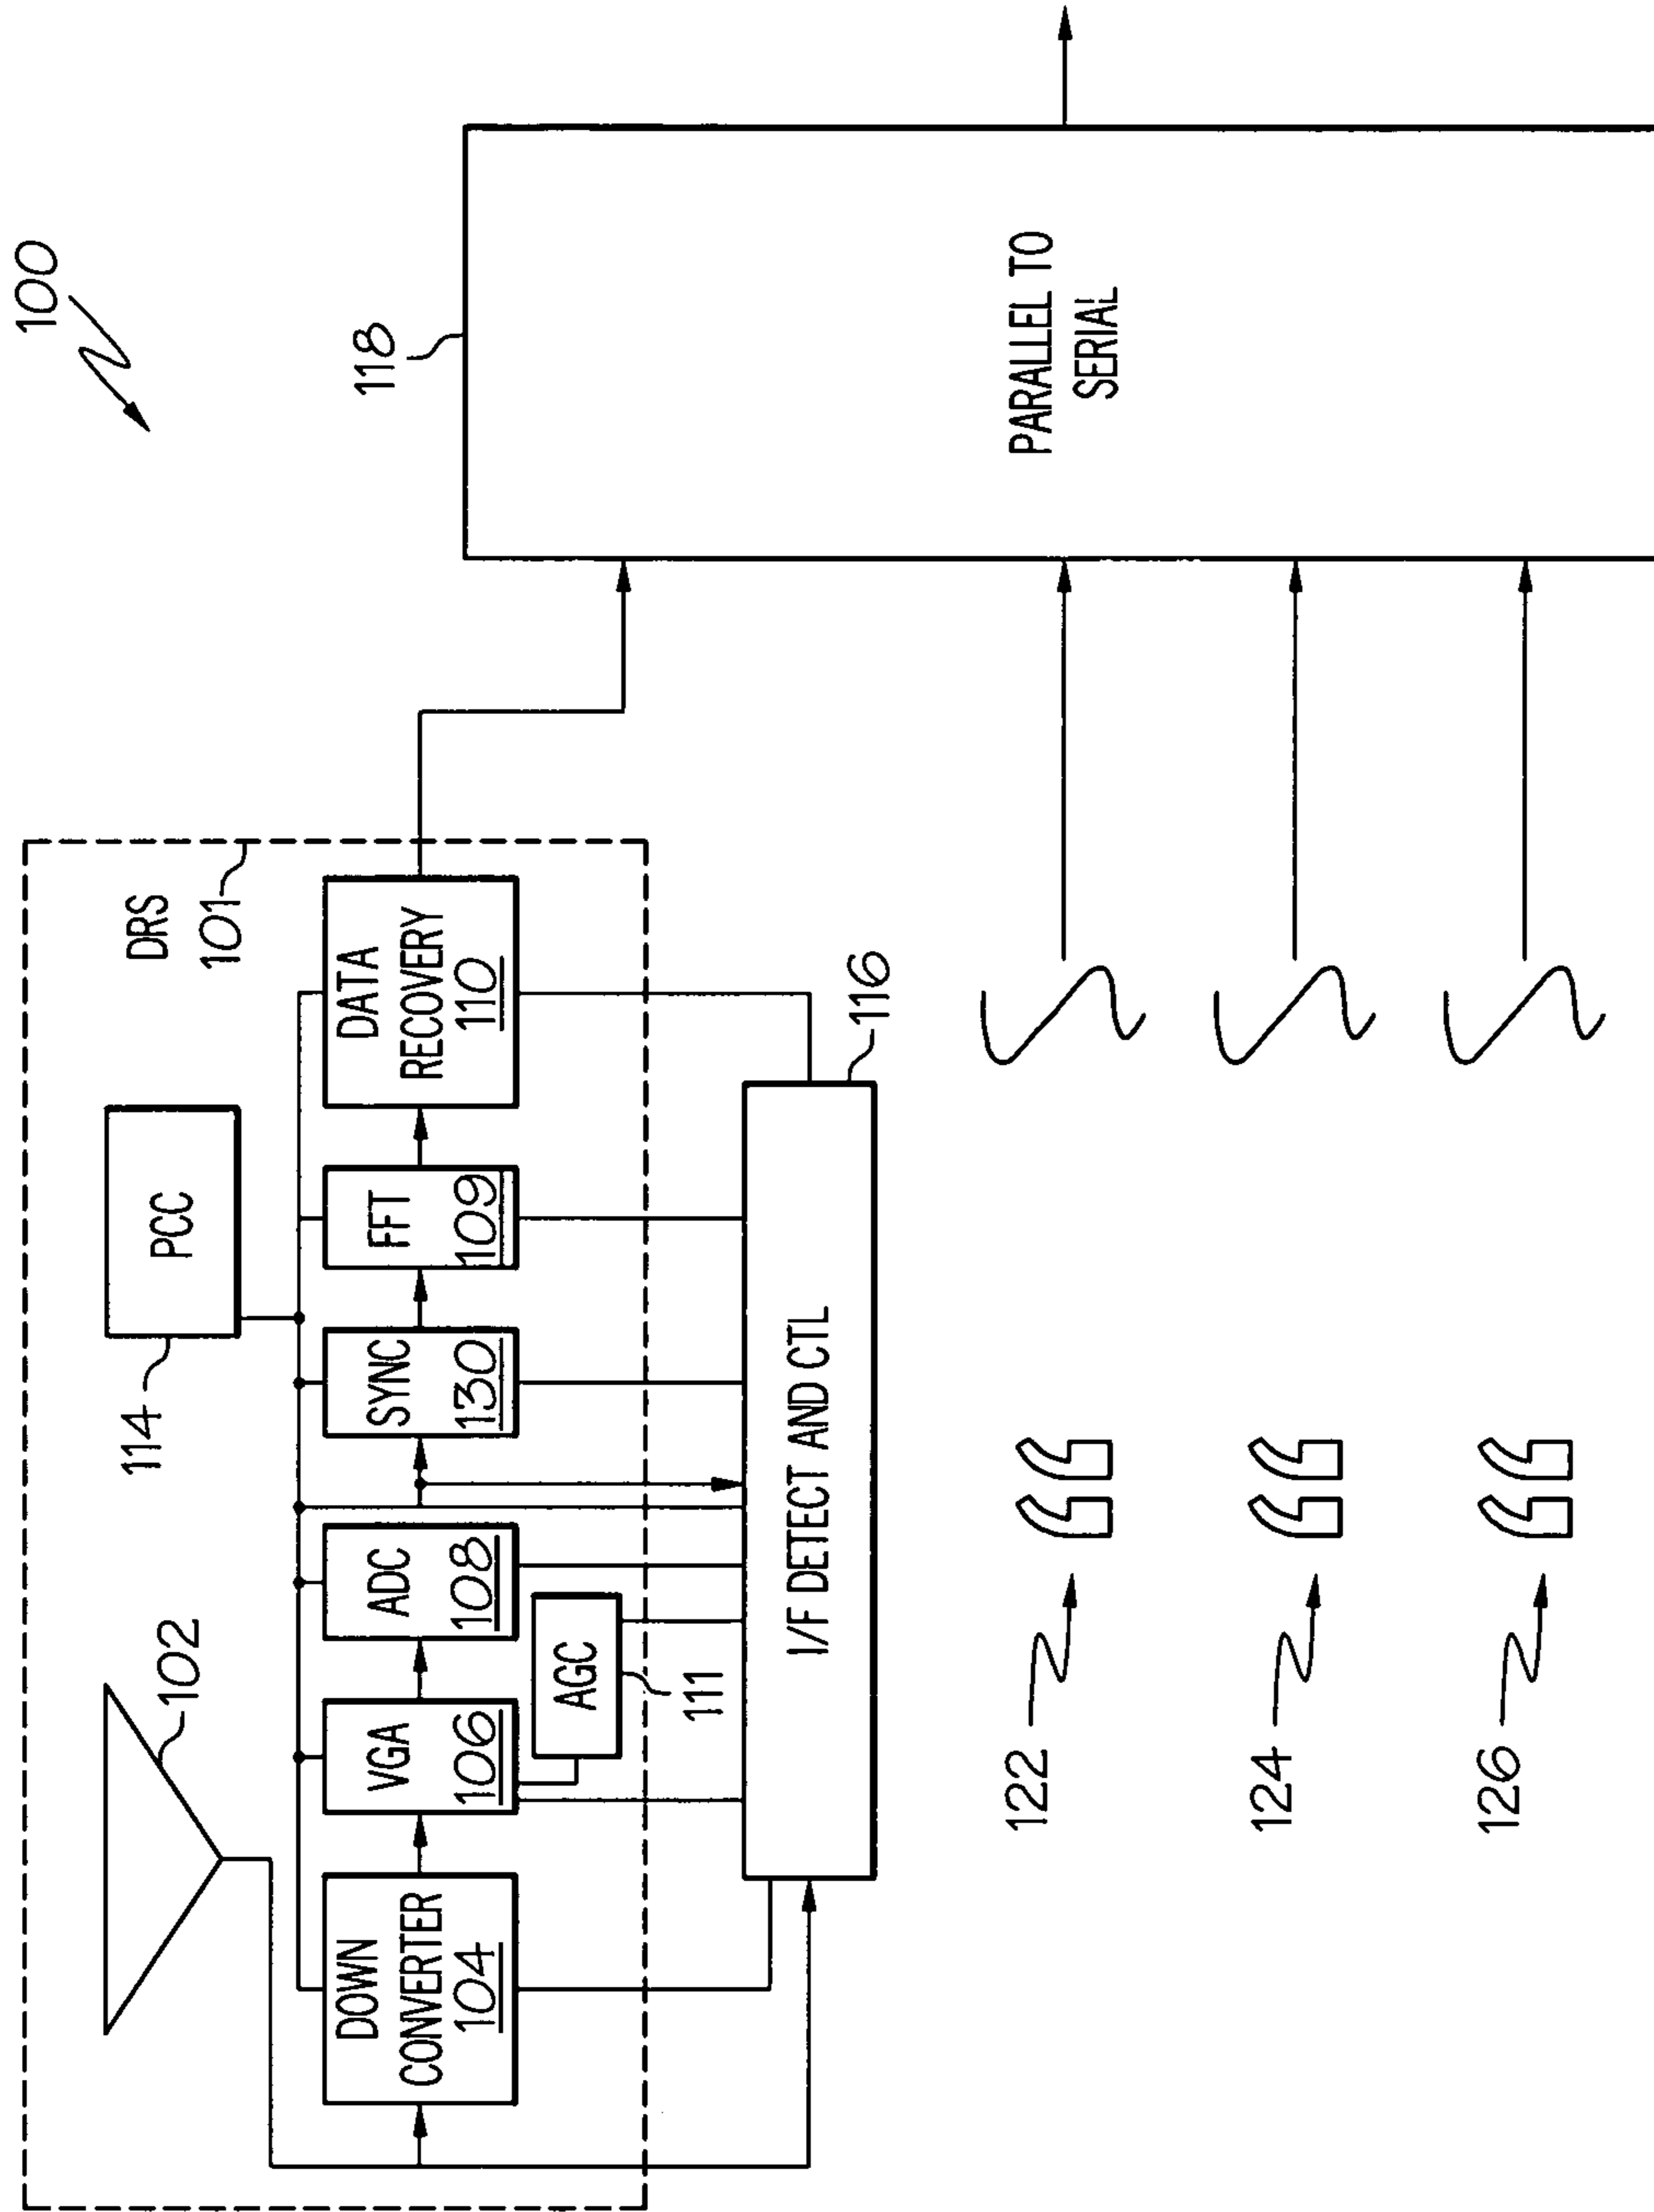 100
102
114
PCC
DRS
101
DOWN
CONVERTER
104
VGA
106
ADC
108
SYNC
130
FFT
109
DATA
RECOVERY
110
AGC
111
I/F DETECT AND CTL
116
118
PARALLEL TO
SERIAL
122
“
124
“
126
“